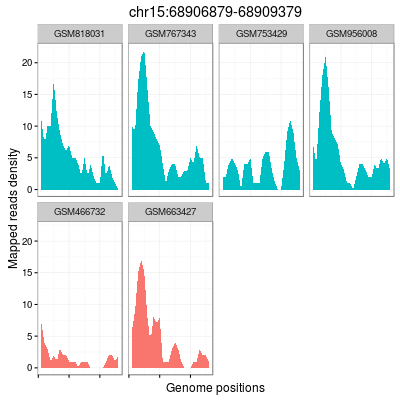 chr15:68906879-68909379
GSM818031 GSM767343 GSM753429 GSM956008
20
15
10
5
0
Mapped reads density
GSM466732 GSM663427
20
15
10
5
0
Genome positions